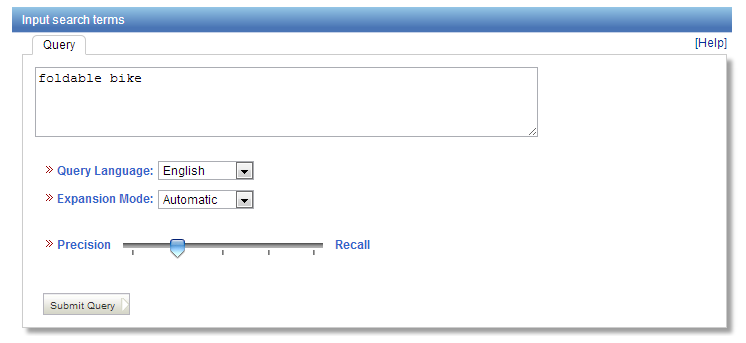 Input search terms
Query
[Help]
foldable bike
» Query Language: English
» Expansion Mode: Automatic
» Precision Recall
Submit Query